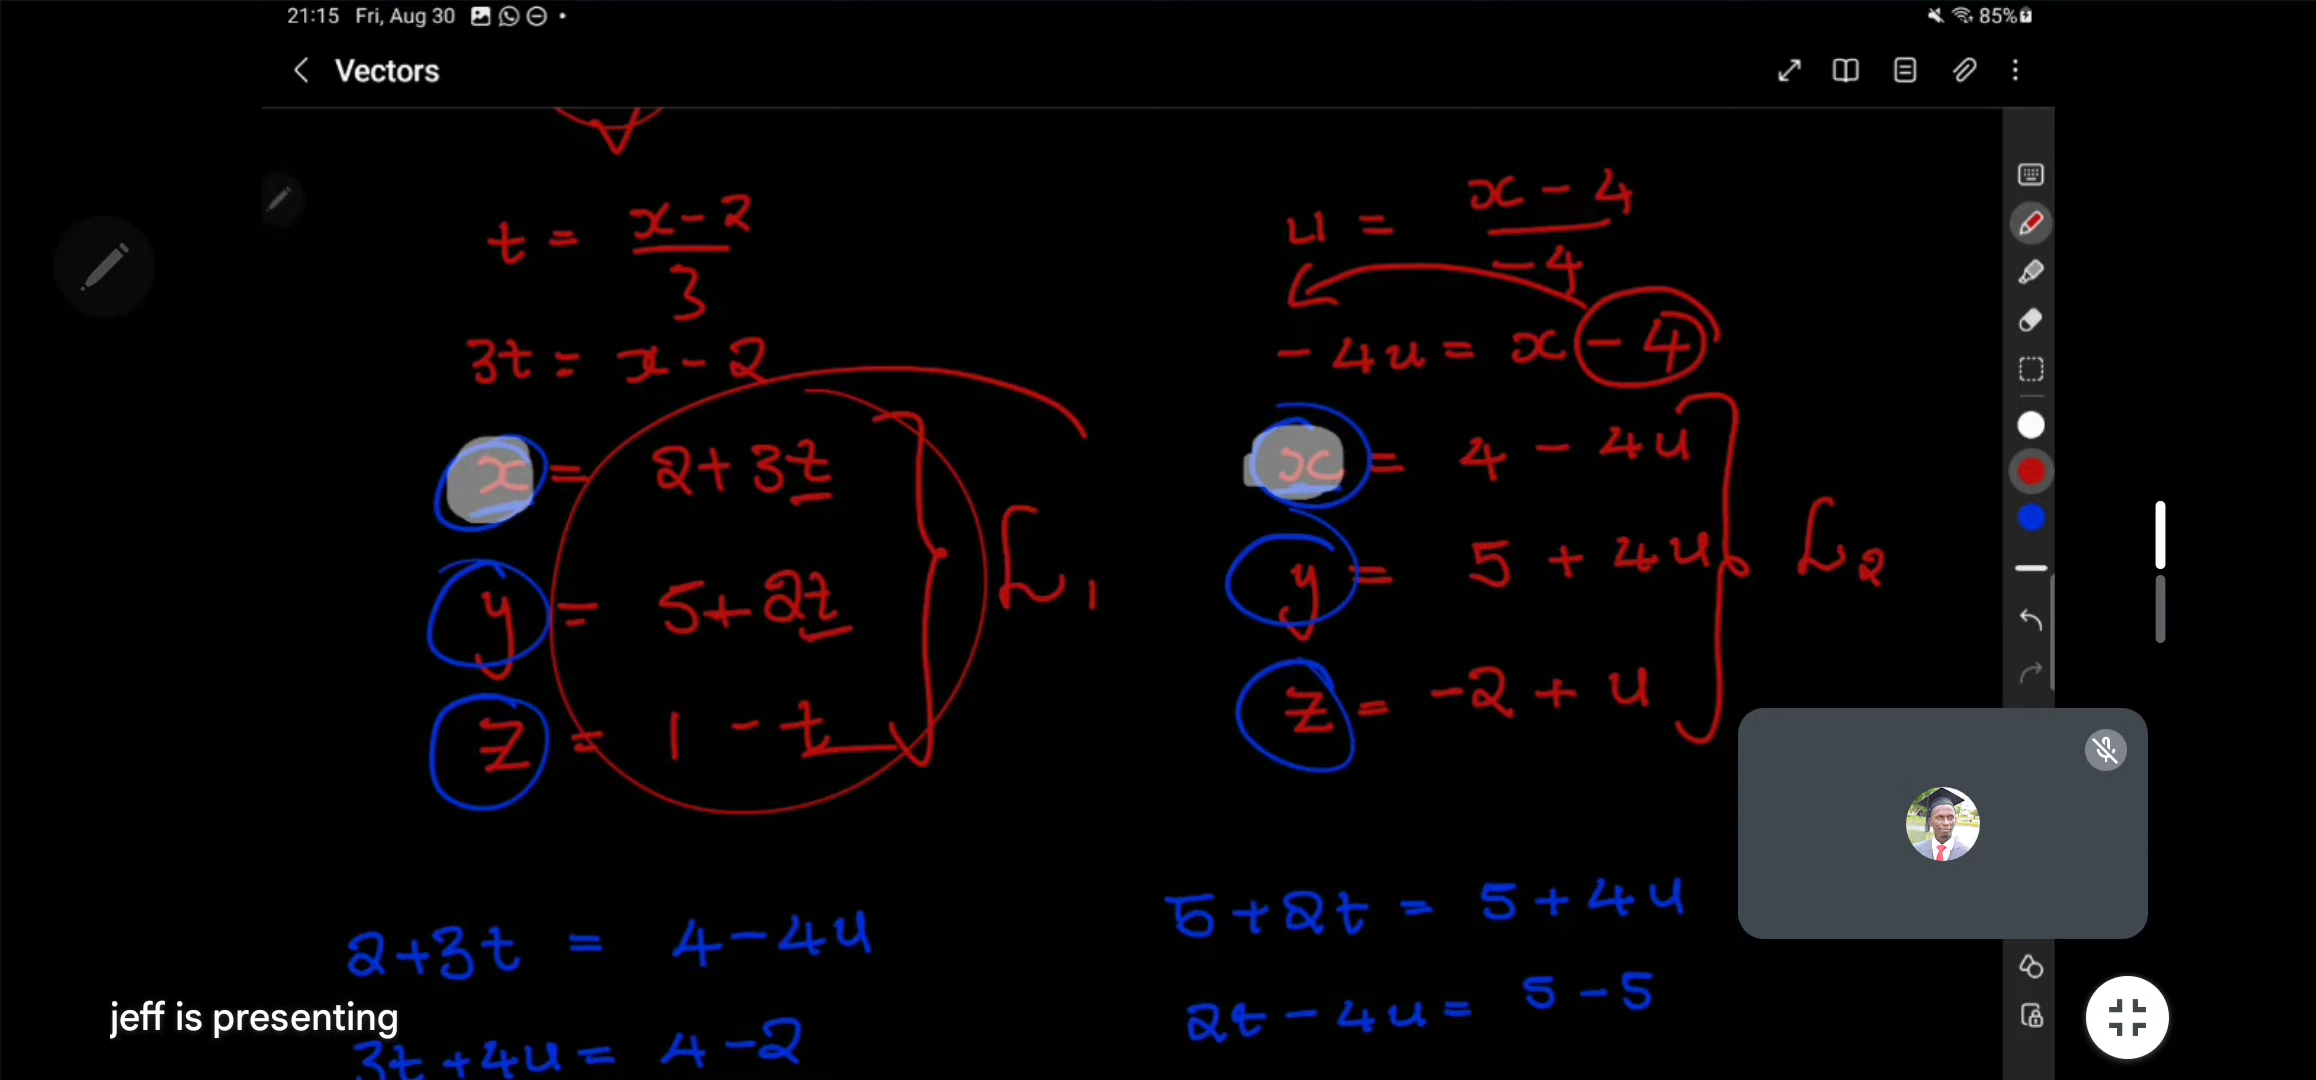 21:15 Fri, Aug 30
85%
Vectors
t = x-2/3
3t = x-2
x = 2+3t
y = 5+2t
z = 1-t
L1
u = x-4/-4
-4u = x-4
x = 4-4u
y = 5+4u
z = -2+u
L2
2+3t = 4-4u
3t+4u = 4-2
5+2t = 5+4u
2t-4u = 5-5
jeff is presenting